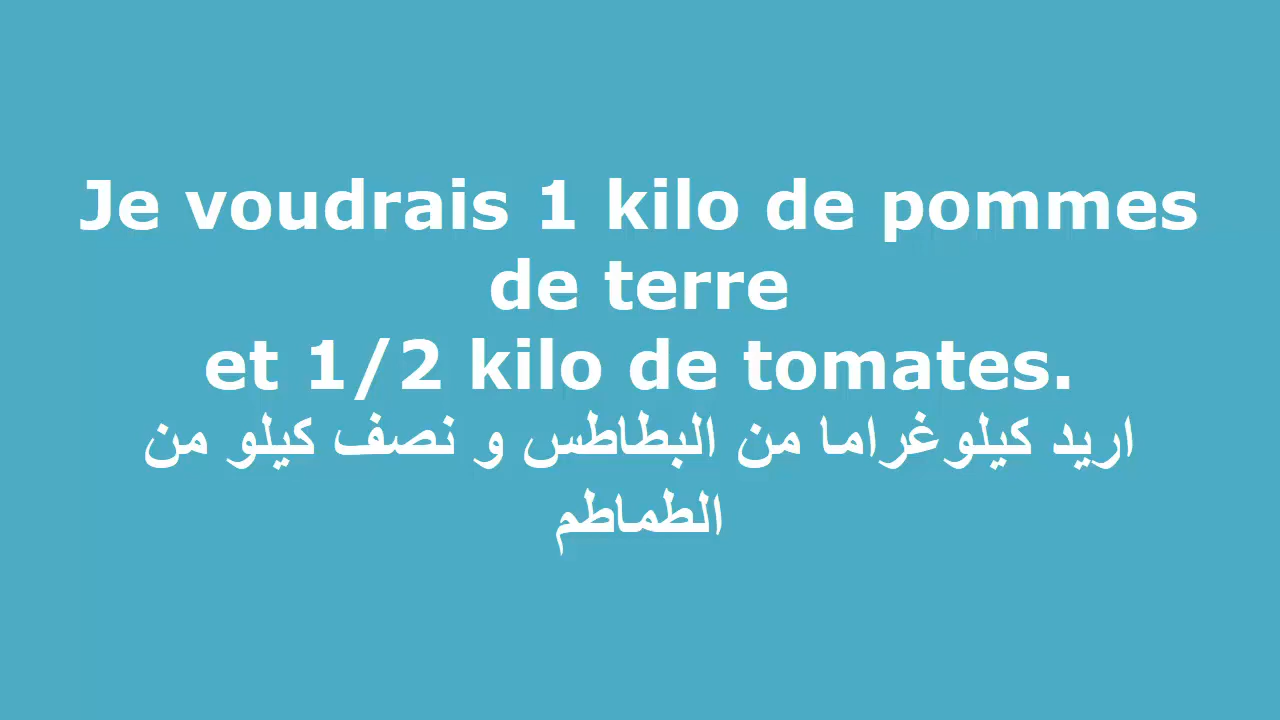 Je voudrais 1 kilo de pommes
de terre
et 1/2 kilo de tomates.
اريد كيلوغراما من البطاطس و نصف كيلو من
الطماطم